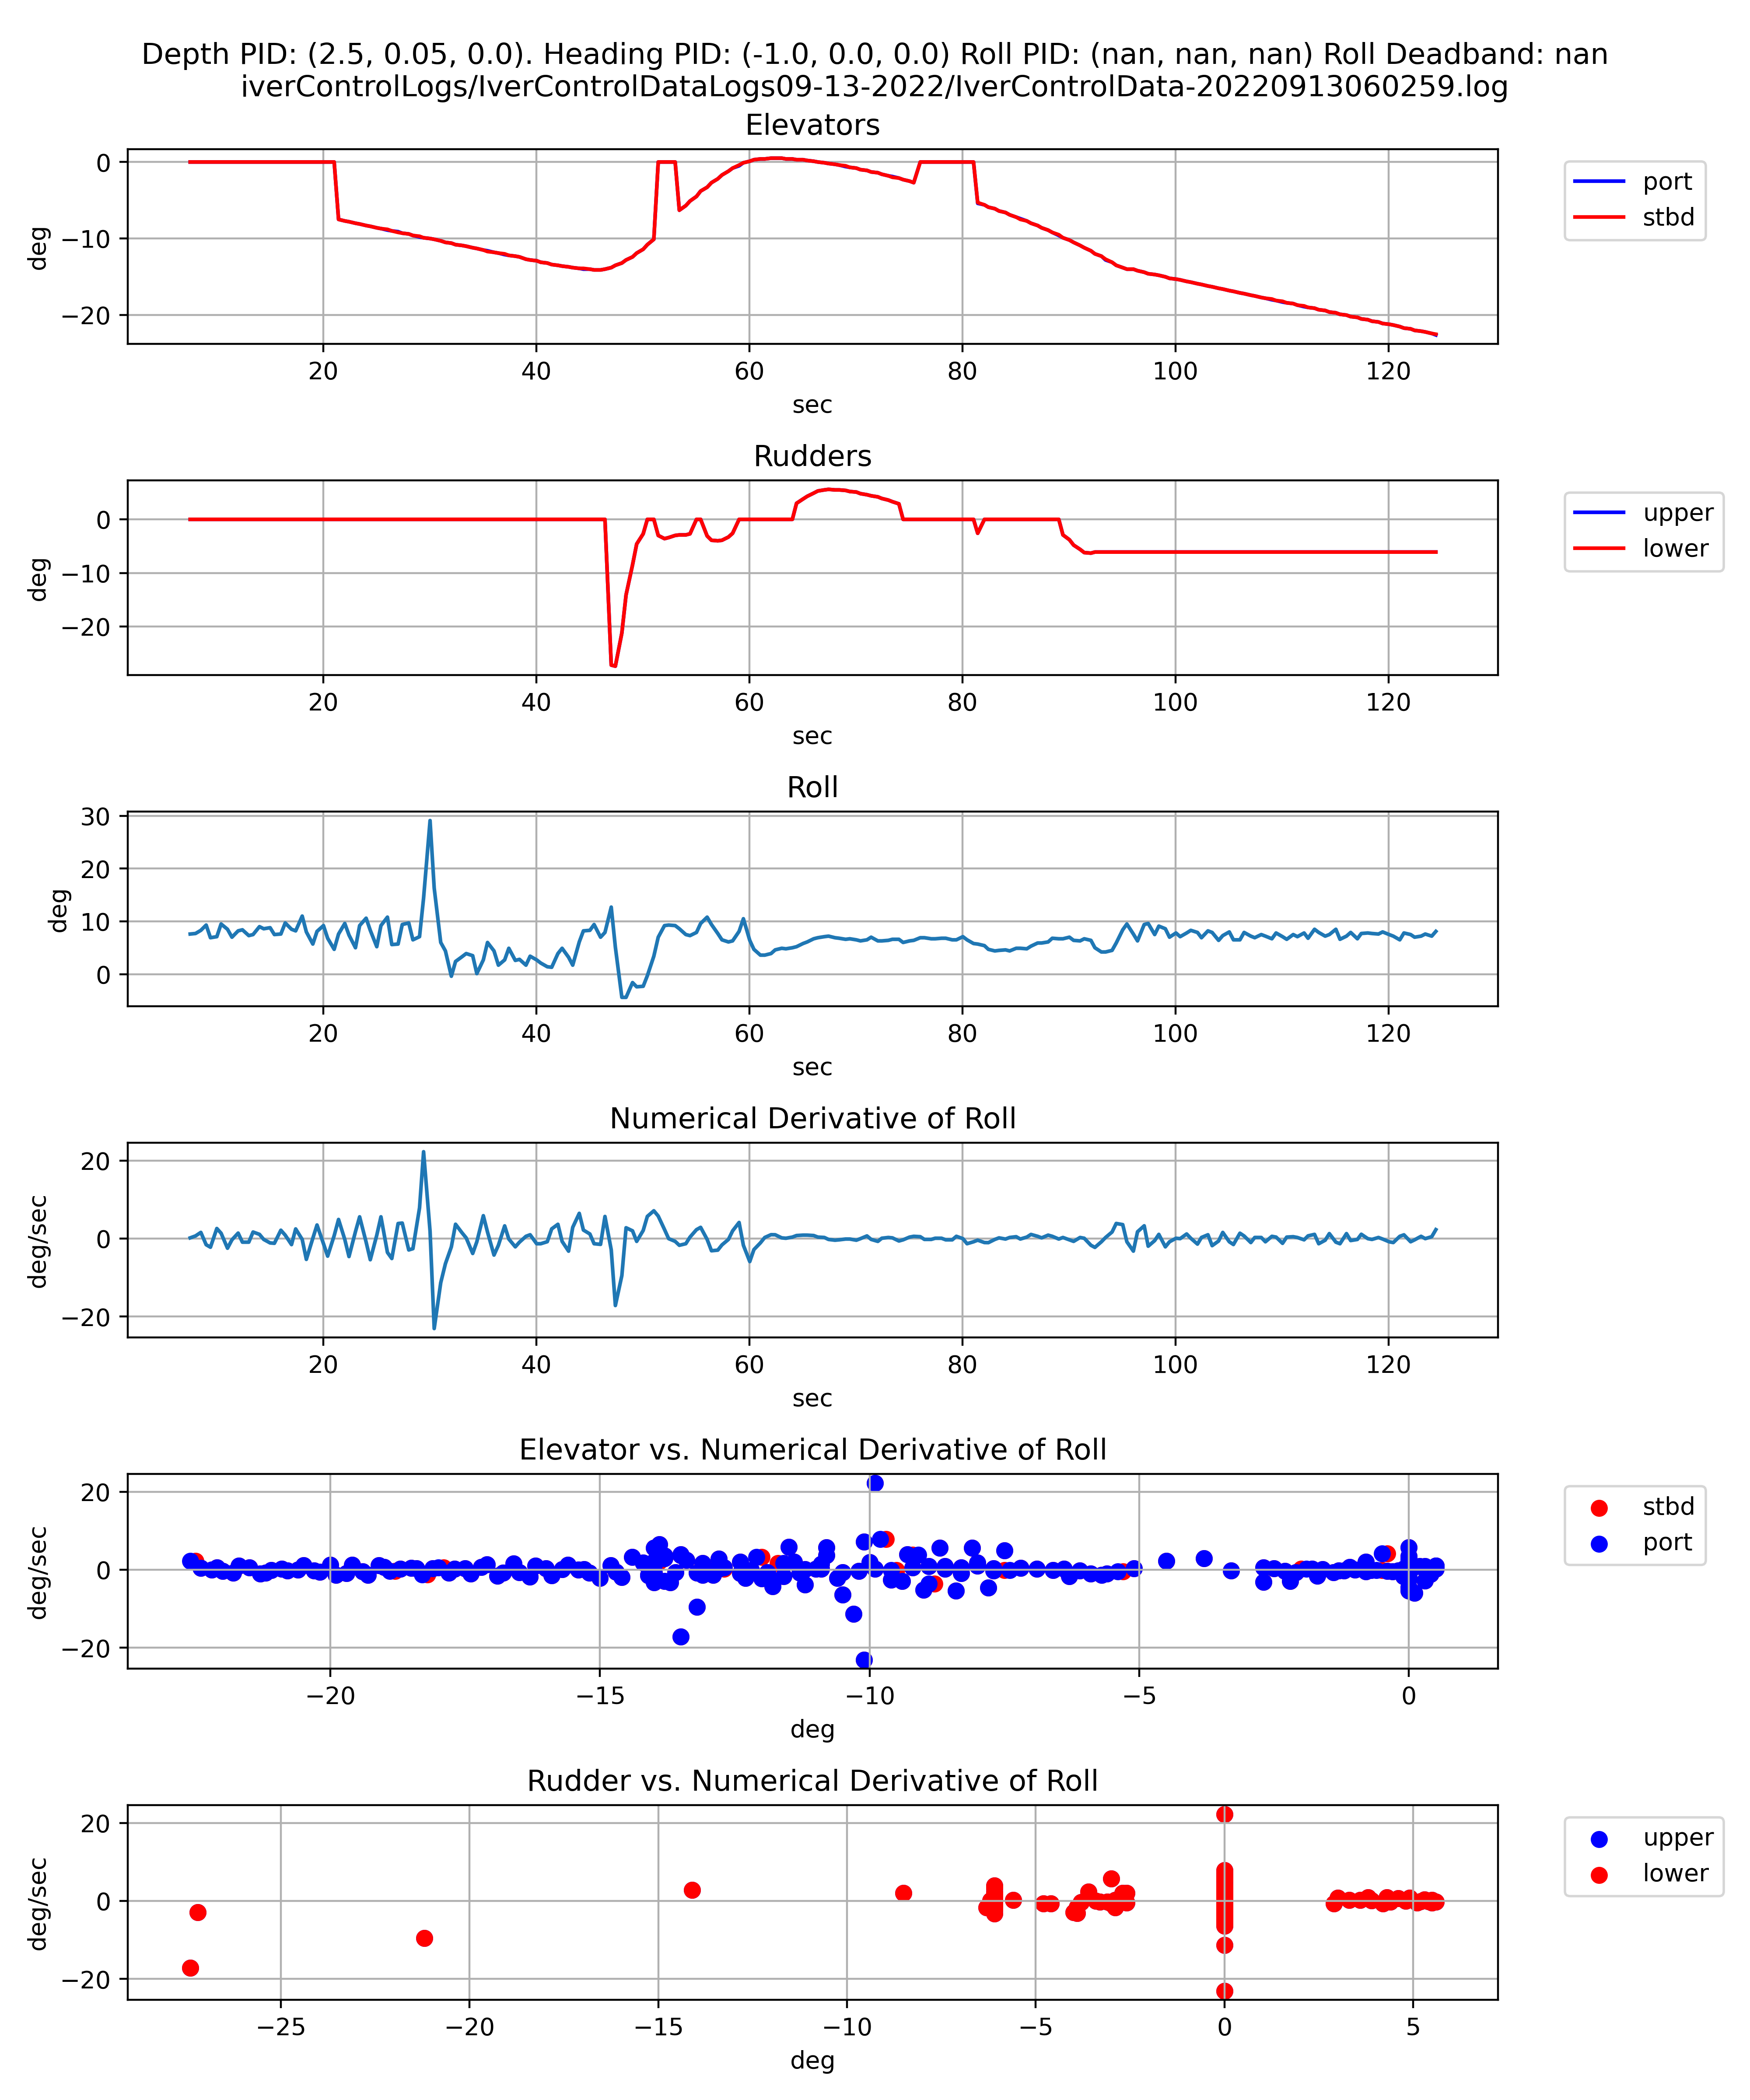 Depth PID: (2.5, 0.05, 0.0). Heading PID: (-1.0, 0.0, 0.0) Roll PID: (nan, nan, nan) Roll Deadband: nan
iverControlLogs/IverControlDataLogs09-13-2022/IverControlData-20220913060259.log
Elevators
0
−10
−20
deg
20 40 60 80 100 120
sec
port
stbd
Rudders
0
−10
−20
deg
20 40 60 80 100 120
sec
upper
lower
Roll
30
20
10
0
deg
20 40 60 80 100 120
sec
Numerical Derivative of Roll
20
0
−20
deg/sec
20 40 60 80 100 120
sec
Elevator vs. Numerical Derivative of Roll
20
0
−20
deg/sec
−20 −15 −10 −5 0
deg
stbd
port
Rudder vs. Numerical Derivative of Roll
20
0
−20
deg/sec
−25 −20 −15 −10 −5 0 5
deg
upper
lower